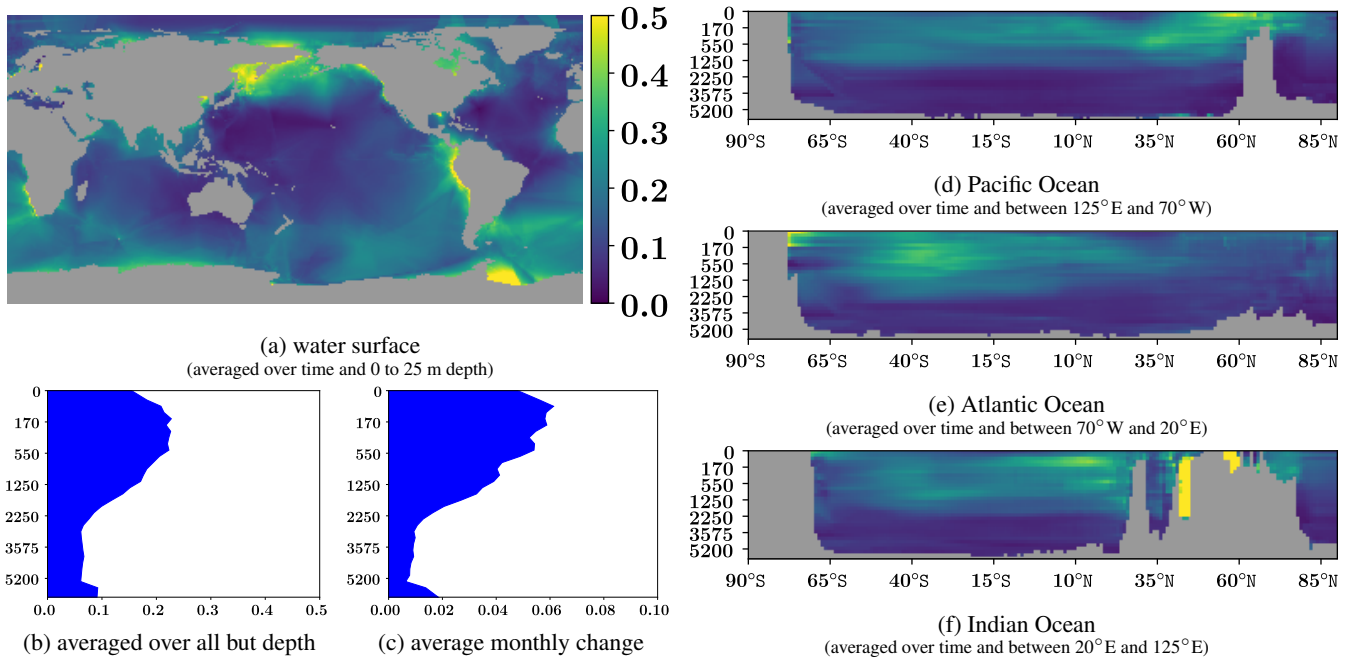 0.5
0.4
0.3
0.2
0.1
0.0
(a) water surface
(averaged over time and 0 to 25 m depth)
0
170
550
1250
2250
3575
5200
0.0 0.1 0.2 0.3 0.4 0.5
(b) averaged over all but depth
0
170
550
1250
2250
3575
5200
0.00 0.02 0.04 0.06 0.08 0.10
(c) average monthly change
0
170
550
1250
2250
3575
5200
90°S 65°S 40°S 15°S 10°N 35°N 60°N 85°N
(d) Pacific Ocean
(averaged over time and between 125°E and 70°W)
0
170
550
1250
2250
3575
5200
90°S 65°S 40°S 15°S 10°N 35°N 60°N 85°N
(e) Atlantic Ocean
(averaged over time and between 70°W and 20°E)
0
170
550
1250
2250
3575
5200
90°S 65°S 40°S 15°S 10°N 35°N 60°N 85°N
(f) Indian Ocean
(averaged over time and between 20°E and 125°E)